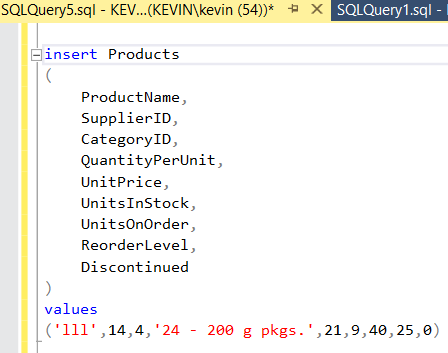 SQLQuery5.sql - KEV...(KEVIN\kevin (54))* SQLQuery1.sql -
insert Products
(
ProductName,
SupplierID,
CategoryID,
QuantityPerUnit,
UnitPrice,
UnitsInStock,
UnitsOnOrder,
ReorderLevel,
Discontinued
)
values
('lll',14,4,'24 - 200 g pkgs.',21,9,40,25,0)